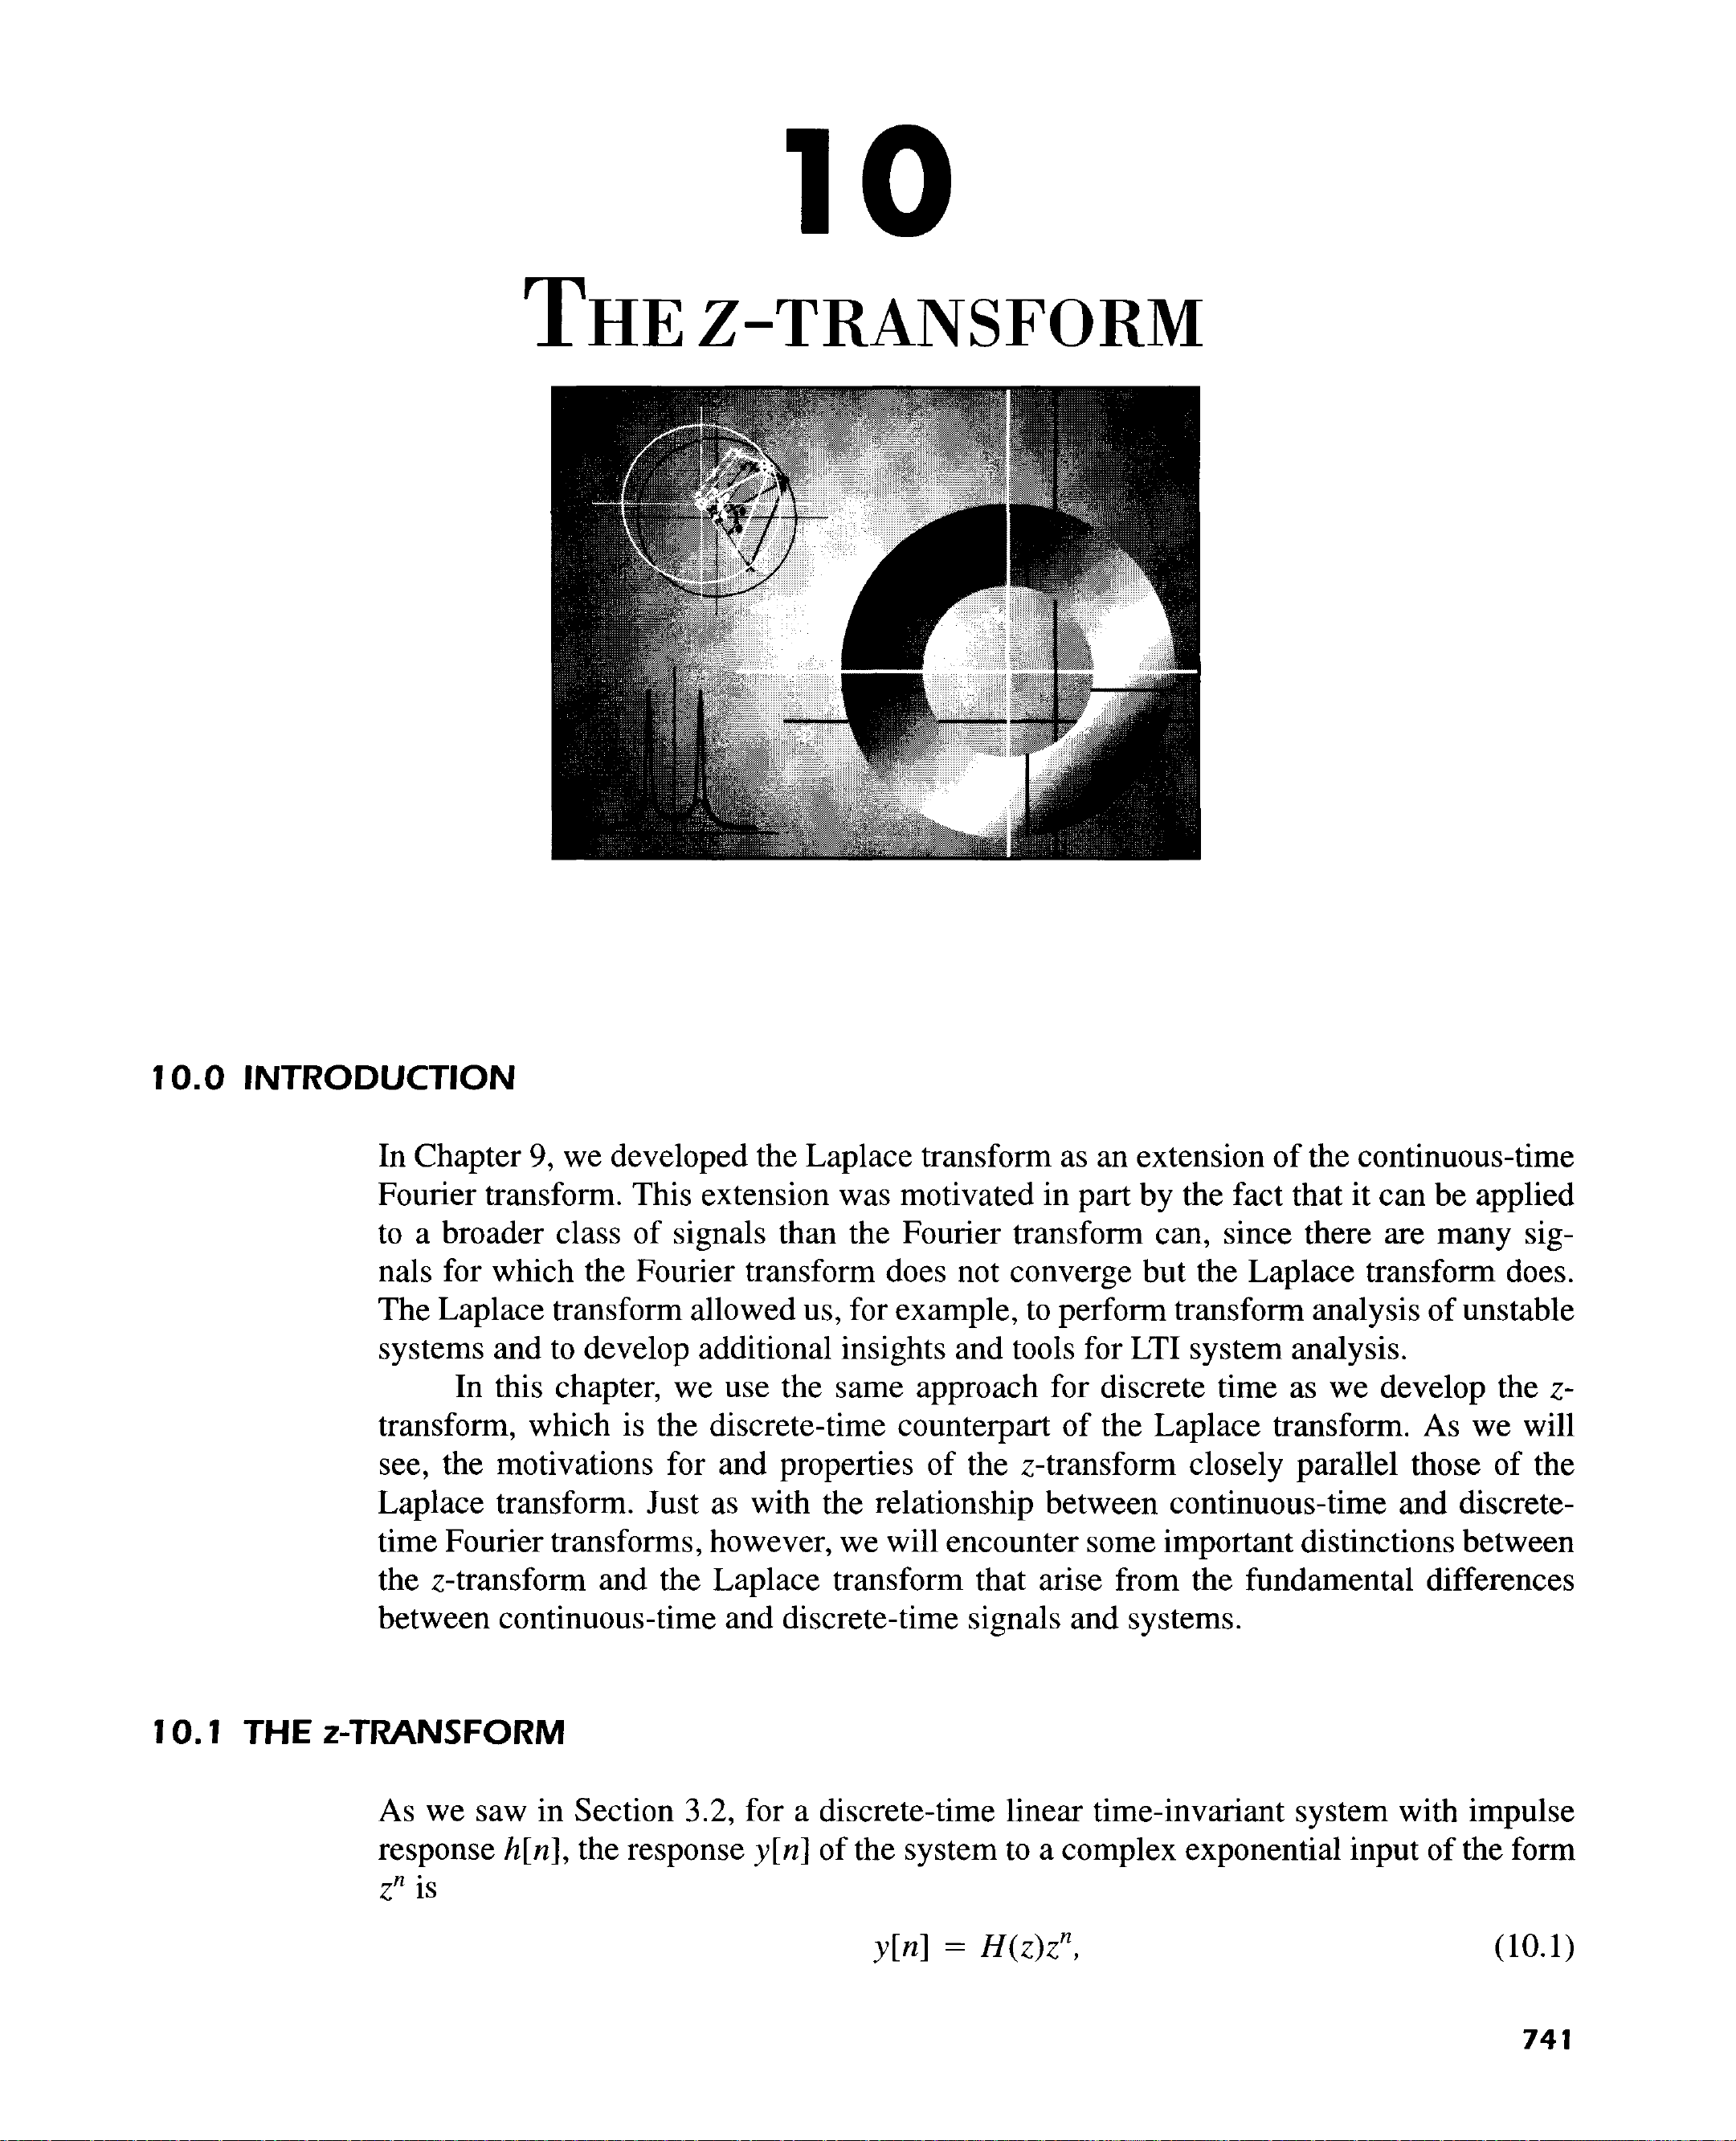 10
THE Z-TRANSFORM
10.0 INTRODUCTION
In Chapter 9, we developed the Laplace transform as an extension of the continuous-time
Fourier transform. This extension was motivated in part by the fact that it can be applied
to a broader class of signals than the Fourier transform can, since there are many sig-
nals for which the Fourier transform does not converge but the Laplace transform does.
The Laplace transform allowed us, for example, to perform transform analysis of unstable
systems and to develop additional insights and tools for LTI system analysis.
In this chapter, we use the same approach for discrete time as we develop the z-
transform, which is the discrete-time counterpart of the Laplace transform. As we will
see, the motivations for and properties of the z-transform closely parallel those of the
Laplace transform. Just as with the relationship between continuous-time and discrete-
time Fourier transforms, however, we will encounter some important distinctions between
the z-transform and the Laplace transform that arise from the fundamental differences
between continuous-time and discrete-time signals and systems.
10.1 THE z-TRANSFORM
As we saw in Section 3.2, for a discrete-time linear time-invariant system with impulse
response h[n], the response y[n] of the system to a complex exponential input of the form
zⁿ is
y[n] = H(z)zⁿ, (10.1)
741